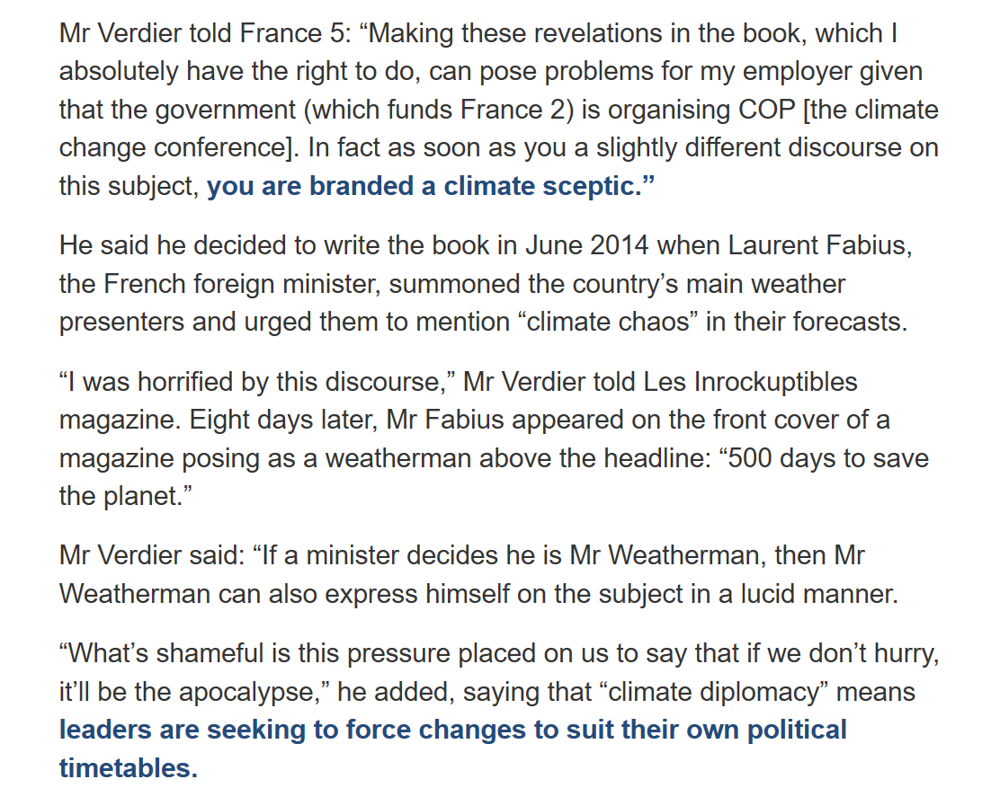 Mr Verdier told France 5: “Making these revelations in the book, which I
absolutely have the right to do, can pose problems for my employer given
that the government (which funds France 2) is organising COP [the climate
change conference]. In fact as soon as you a slightly different discourse on
this subject, you are branded a climate sceptic.”
He said he decided to write the book in June 2014 when Laurent Fabius,
the French foreign minister, summoned the country’s main weather
presenters and urged them to mention “climate chaos” in their forecasts.
“I was horrified by this discourse,” Mr Verdier told Les Inrockuptibles
magazine. Eight days later, Mr Fabius appeared on the front cover of a
magazine posing as a weatherman above the headline: “500 days to save
the planet.”
Mr Verdier said: “If a minister decides he is Mr Weatherman, then Mr
Weatherman can also express himself on the subject in a lucid manner.
“What’s shameful is this pressure placed on us to say that if we don’t hurry,
it’ll be the apocalypse,” he added, saying that “climate diplomacy” means
leaders are seeking to force changes to suit their own political
timetables.